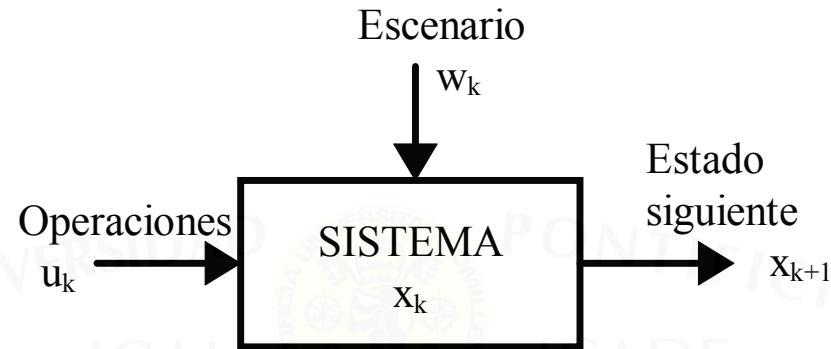 Escenario
wₖ
Estado
siguiente
Operaciones
uₖ
SISTEMA
xₖ
xₖ₊₁